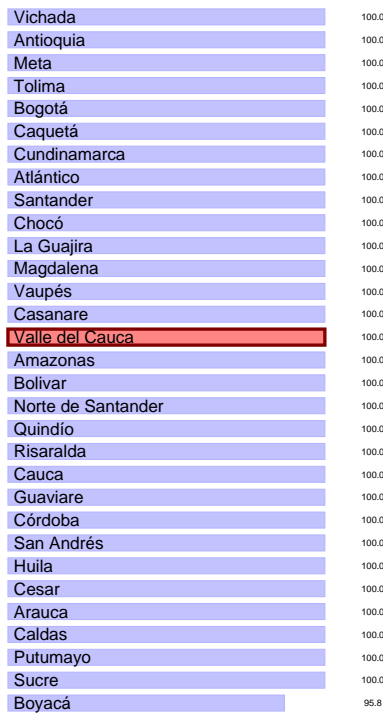 Vichada 100.0
Antioquia 100.0
Meta 100.0
Tolima 100.0
Bogotá 100.0
Caquetá 100.0
Cundinamarca 100.0
Atlántico 100.0
Santander 100.0
Chocó 100.0
La Guajira 100.0
Magdalena 100.0
Vaupés 100.0
Casanare 100.0
Valle del Cauca 100.0
Amazonas 100.0
Bolivar 100.0
Norte de Santander 100.0
Quindío 100.0
Risaralda 100.0
Cauca 100.0
Guaviare 100.0
Córdoba 100.0
San Andrés 100.0
Huila 100.0
Cesar 100.0
Arauca 100.0
Caldas 100.0
Putumayo 100.0
Sucre 100.0
Boyacá 95.8